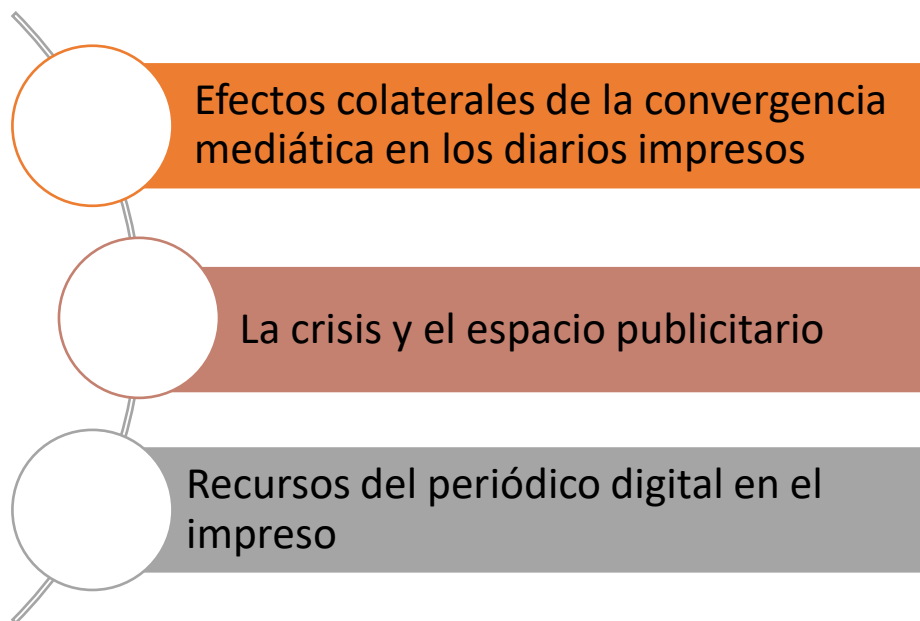 Efectos colaterales de la convergencia
mediática en los diarios impresos
La crisis y el espacio publicitario
Recursos del periódico digital en el
impreso